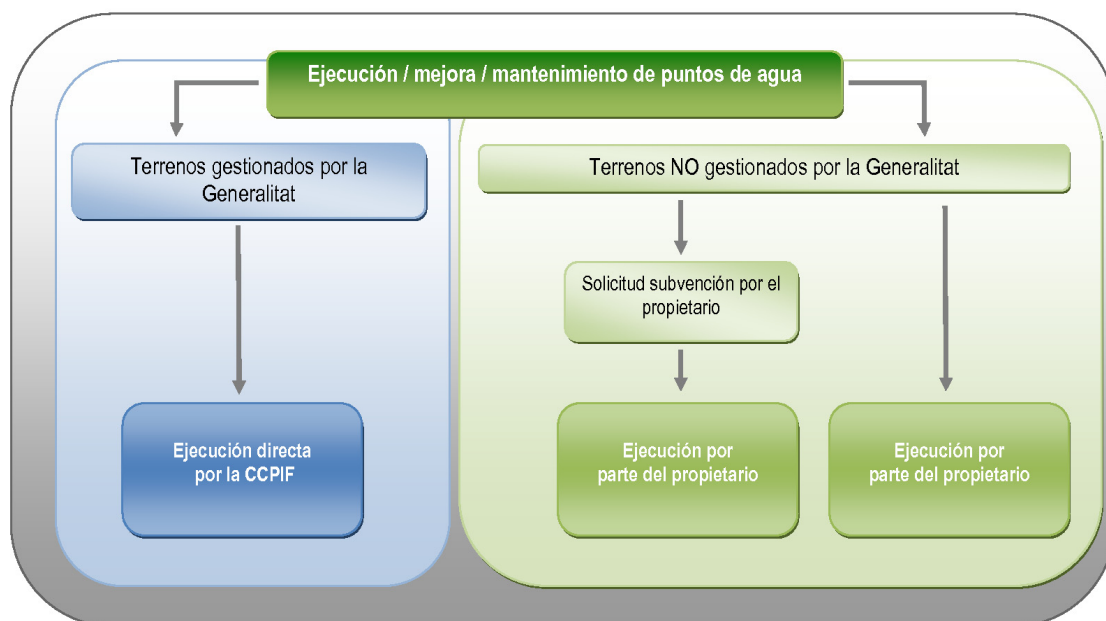 Ejecución / mejora / mantenimiento de puntos de agua
Terrenos gestionados por la
Generalitat
Terrenos NO gestionados por la Generalitat
Solicitud subvención por el
propietario
Ejecución directa
por la CCPIF
Ejecución por
parte del propietario
Ejecución por
parte del propietario